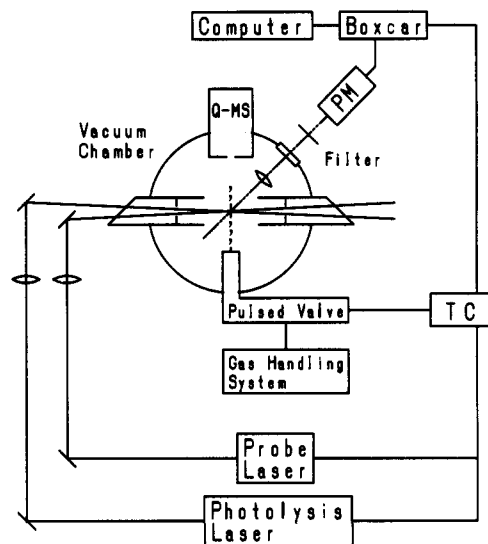 Computer
Boxcar
PM
Q-MS
Vacuum
Chamber
Filter
Pulsed Valve
TC
Gas Handling
System
Probe
Laser
Photolysis
Laser